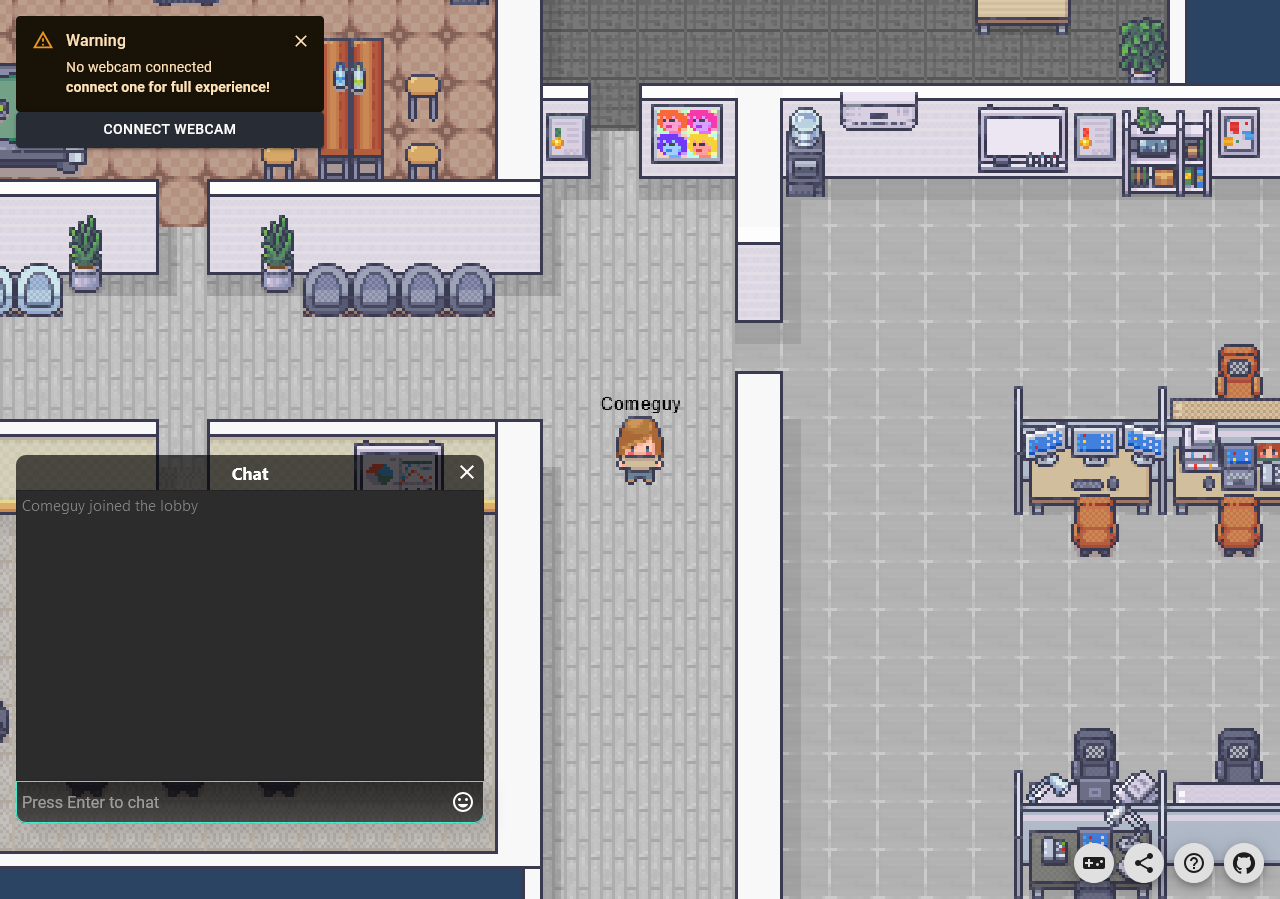 Warning
No webcam connected
connect one for full experience!
CONNECT WEBCAM
Comeguy
Chat
Comeguy joined the lobby
Press Enter to chat